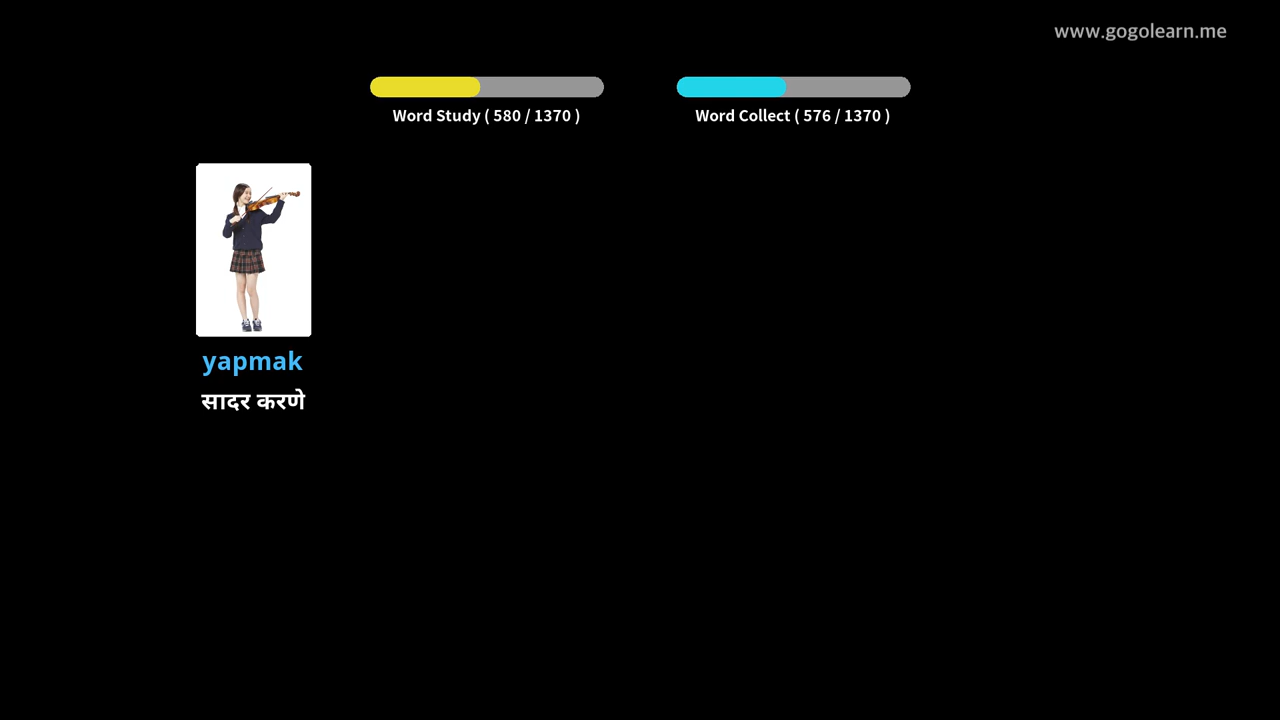 www.gogolearn.me
Word Study ( 580 / 1370 )
Word Collect ( 576 / 1370 )
yapmak
सादर करणे